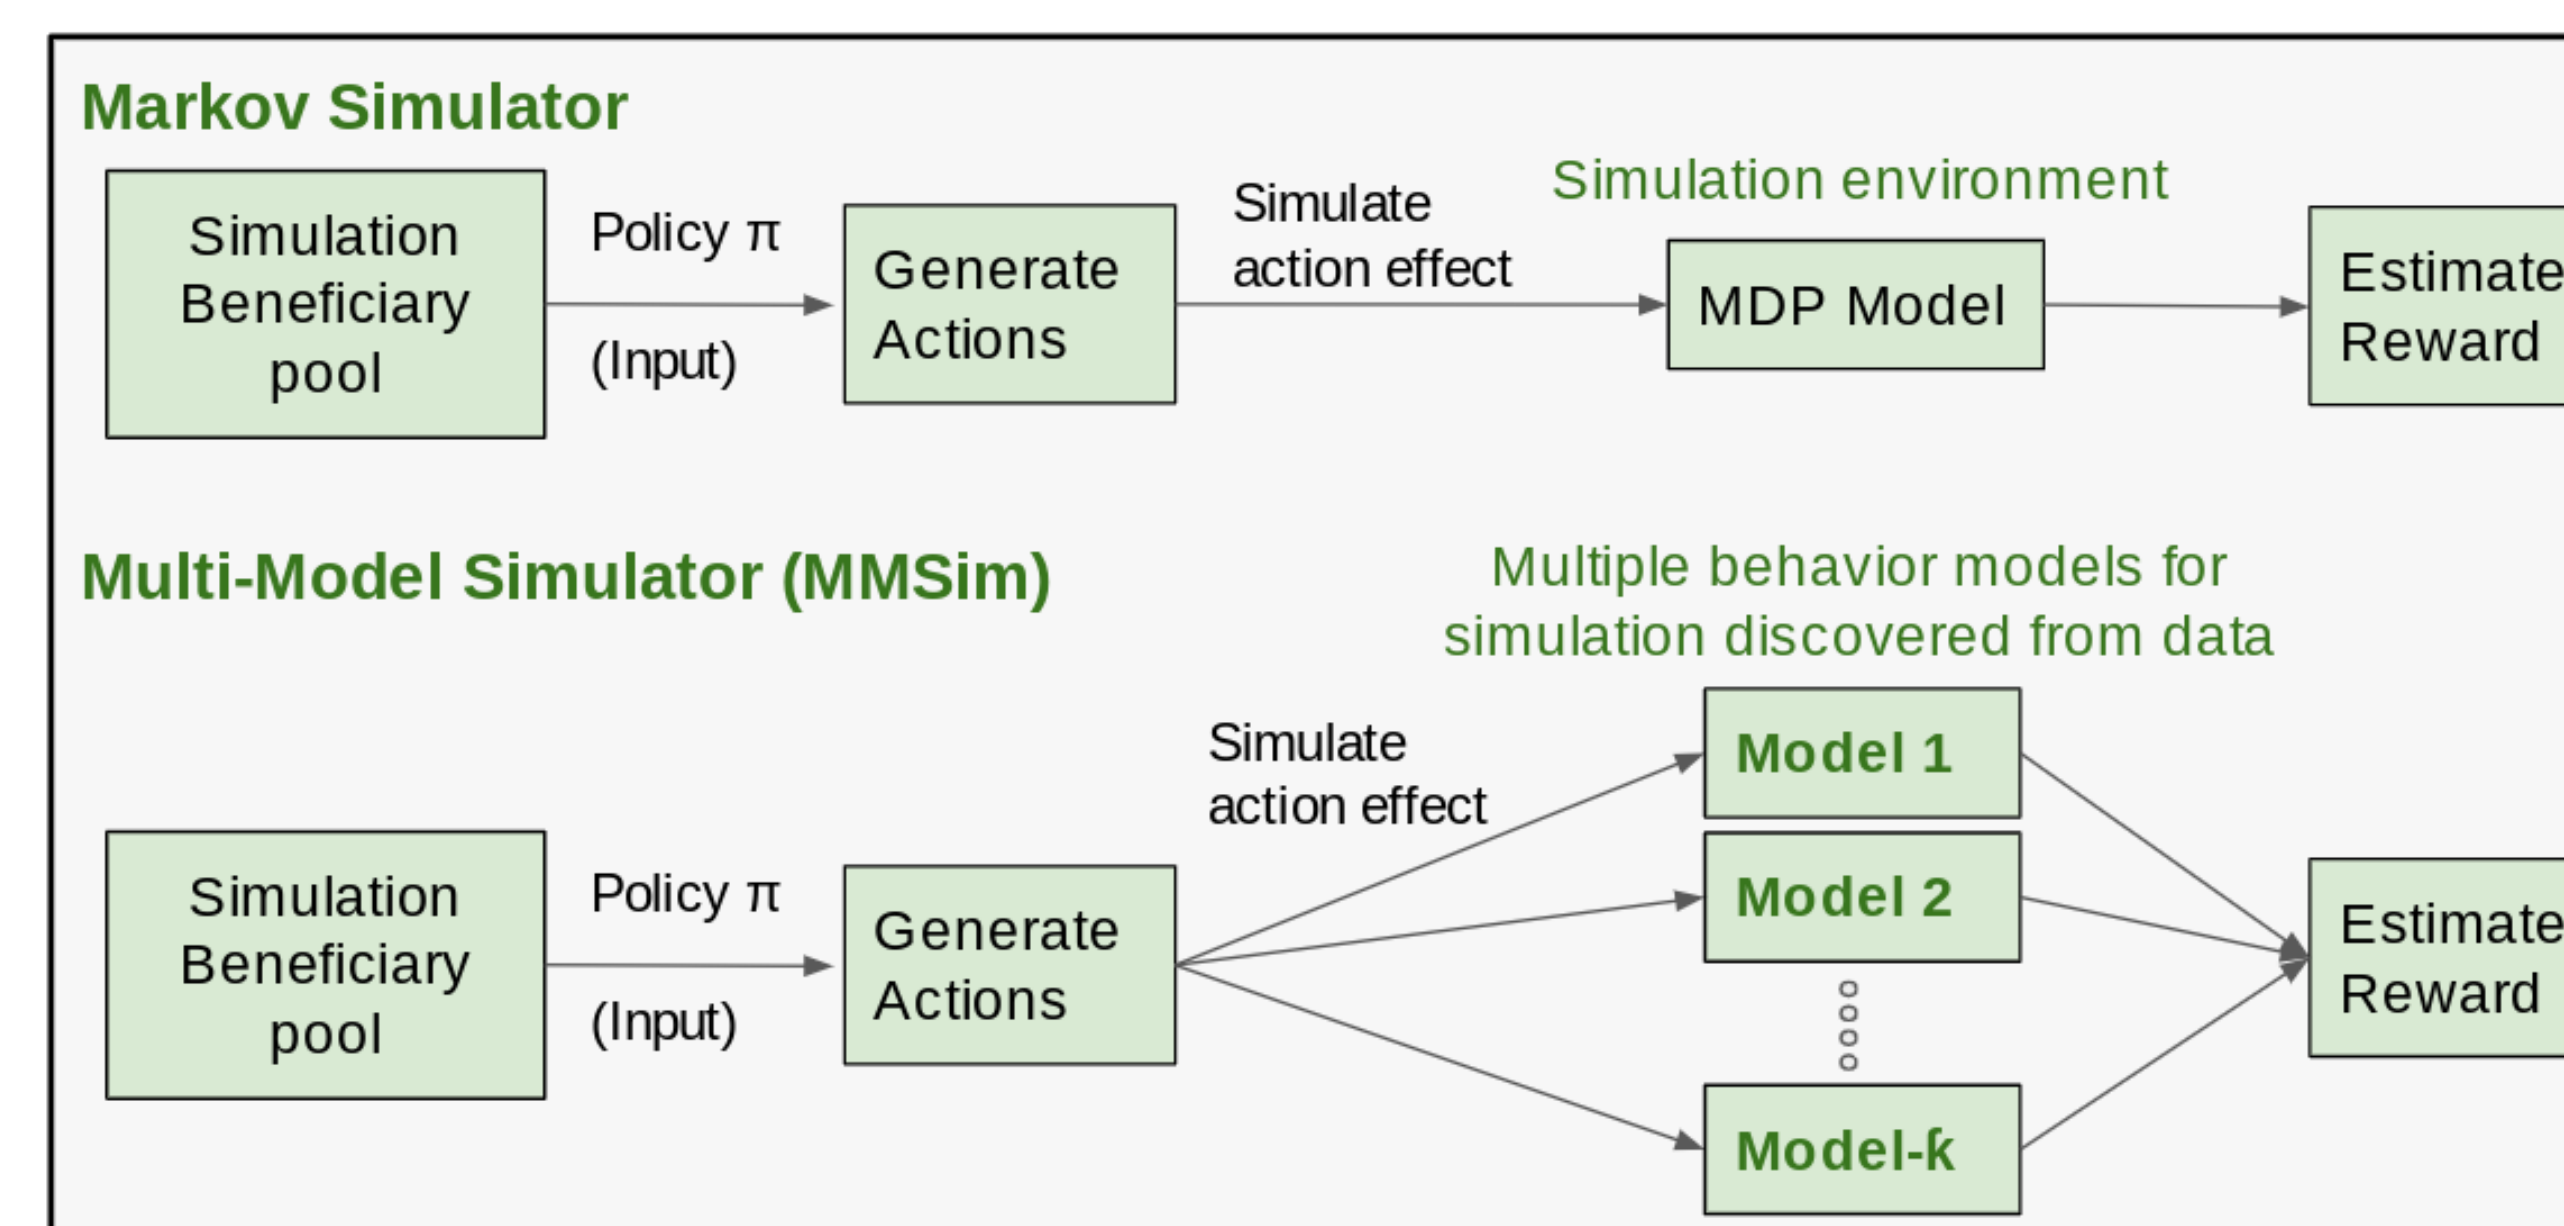 Markov Simulator
Simulation
Beneficiary
pool
Policy π
(Input)
Generate
Actions
Simulate
action effect
Simulation environment
MDP Model
Estimate
Reward
Multi-Model Simulator (MMSim)
Multiple behavior models for
simulation discovered from data
Simulation
Beneficiary
pool
Policy π
(Input)
Generate
Actions
Simulate
action effect
Model 1
Model 2
Model-ƙ
Estimate
Reward